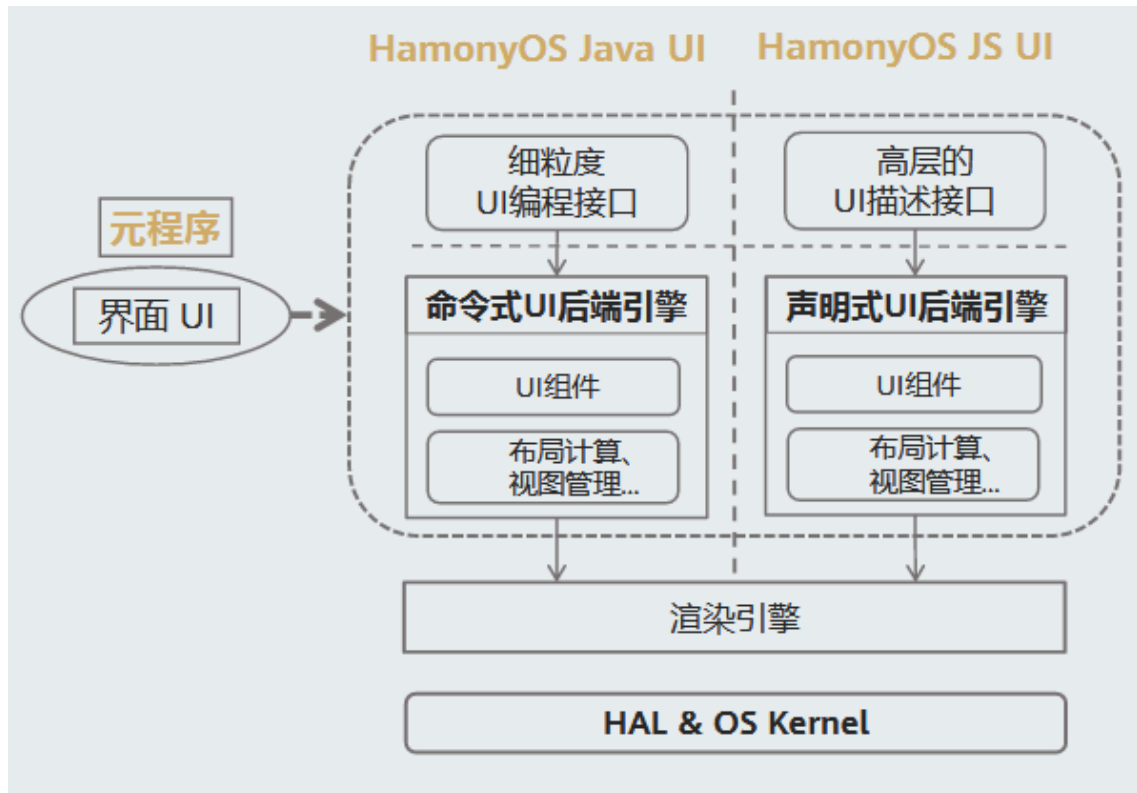 HamonyOS Java UI
HamonyOS JS UI
细粒度
UI编程接口
高层的
UI描述接口
元程序
界面 UI
命令式UI后端引擎
声明式UI后端引擎
UI组件
UI组件
布局计算、
视图管理...
布局计算、
视图管理...
渲染引擎
HAL & OS Kernel